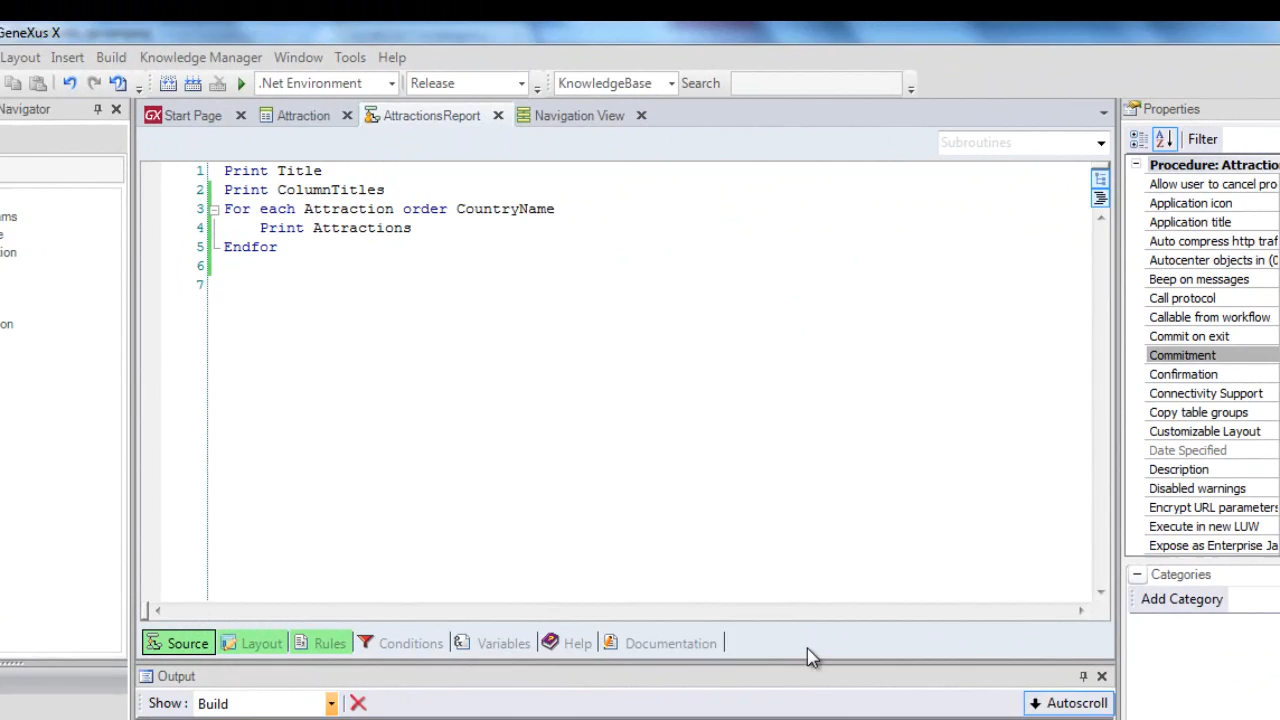 GeneXus X
Layout Insert Build Knowledge Manager Window Tools Help
.Net Environment Release KnowledgeBase Search
Navigator
GX Start Page Attraction AttractionsReport Navigation View
Subroutines
1 Print Title
2 Print ColumnTitles
3 For each Attraction order CountryName
4 Print Attractions
5 Endfor
6
7
Source Layout Rules Conditions Variables Help Documentation
Output
Show: Build Autoscroll
ms
e
ion
on
Properties
Filter
Procedure: Attractio
Allow user to cancel pro
Application icon
Application title
Auto compress http traf
Autocenter objects in (0
Beep on messages
Call protocol
Callable from workflow
Commit on exit
Commitment
Confirmation
Connectivity Support
Copy table groups
Customizable Layout
Date Specified
Description
Disabled warnings
Encrypt URL parameters
Execute in new LUW
Expose as Enterprise Ja
Categories
Add Category